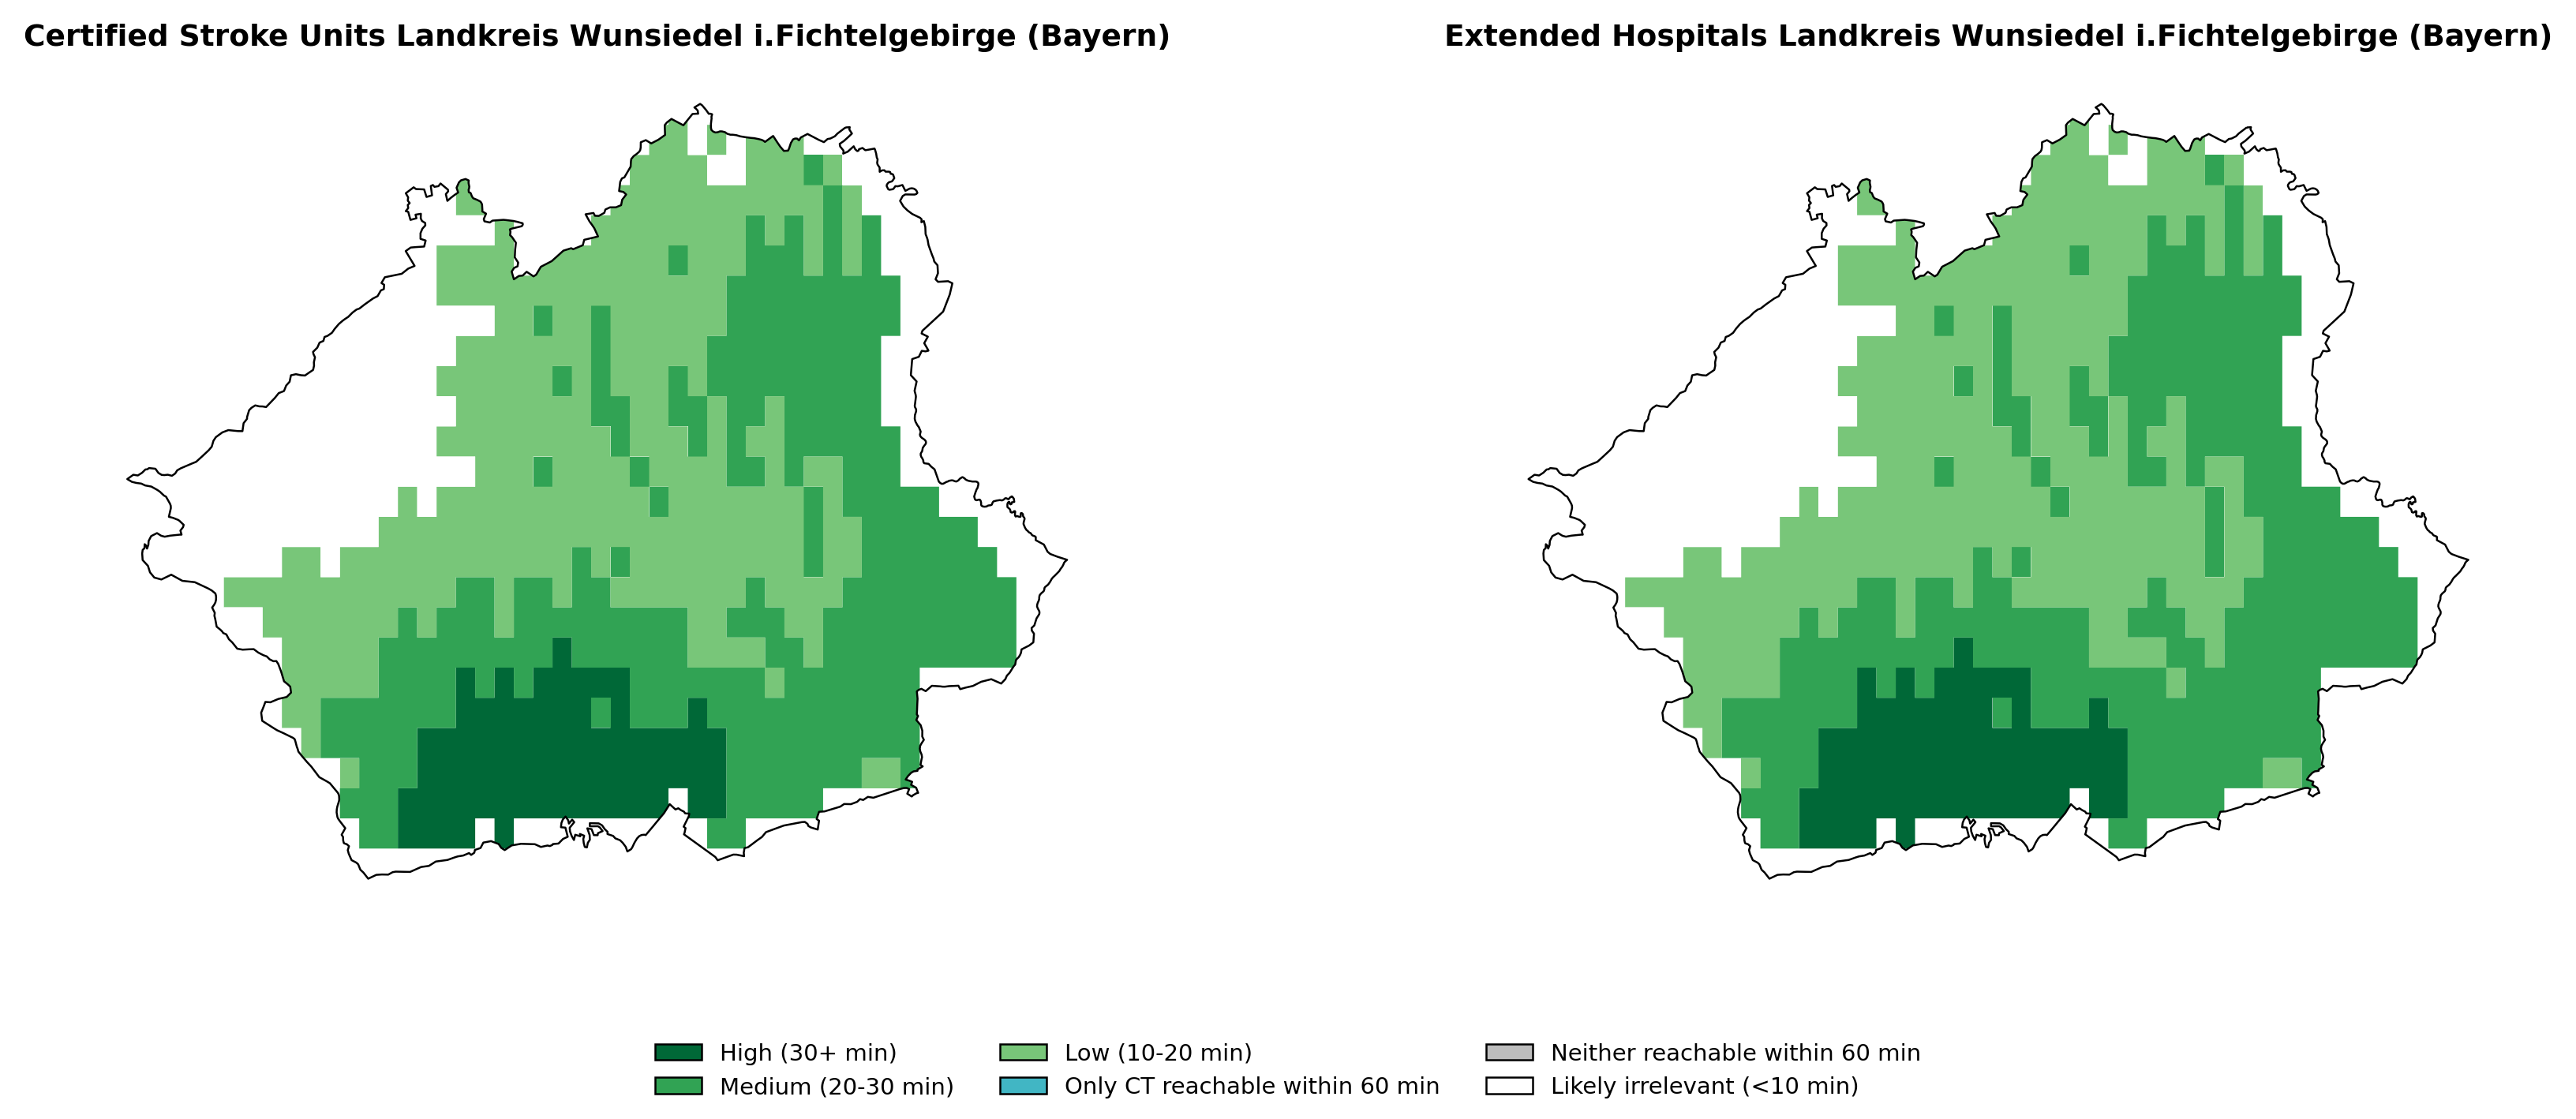 Certified Stroke Units Landkreis Wunsiedel i.Fichtelgebirge (Bayern)
Extended Hospitals Landkreis Wunsiedel i.Fichtelgebirge (Bayern)
High (30+ min)
Medium (20-30 min)
Low (10-20 min)
Only CT reachable within 60 min
Neither reachable within 60 min
Likely irrelevant (<10 min)